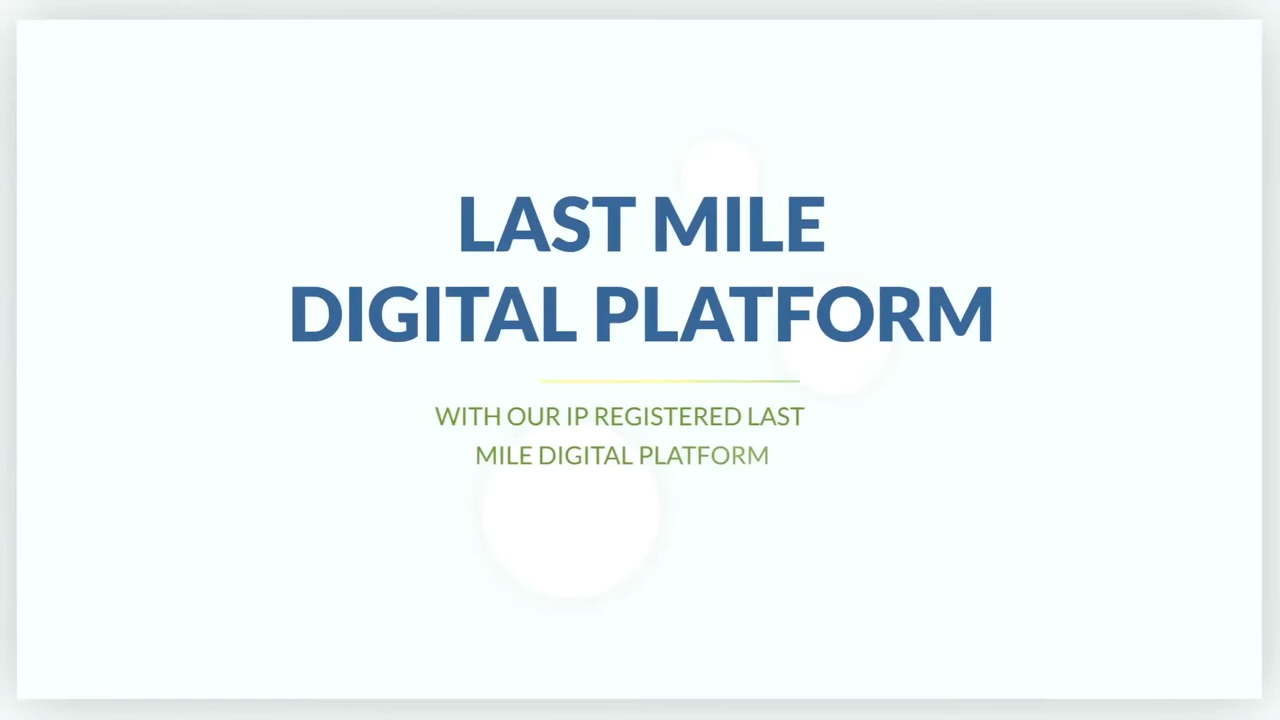 LAST MILE
DIGITAL PLATFORM
WITH OUR IP REGISTERED LAST
MILE DIGITAL PLATFORM